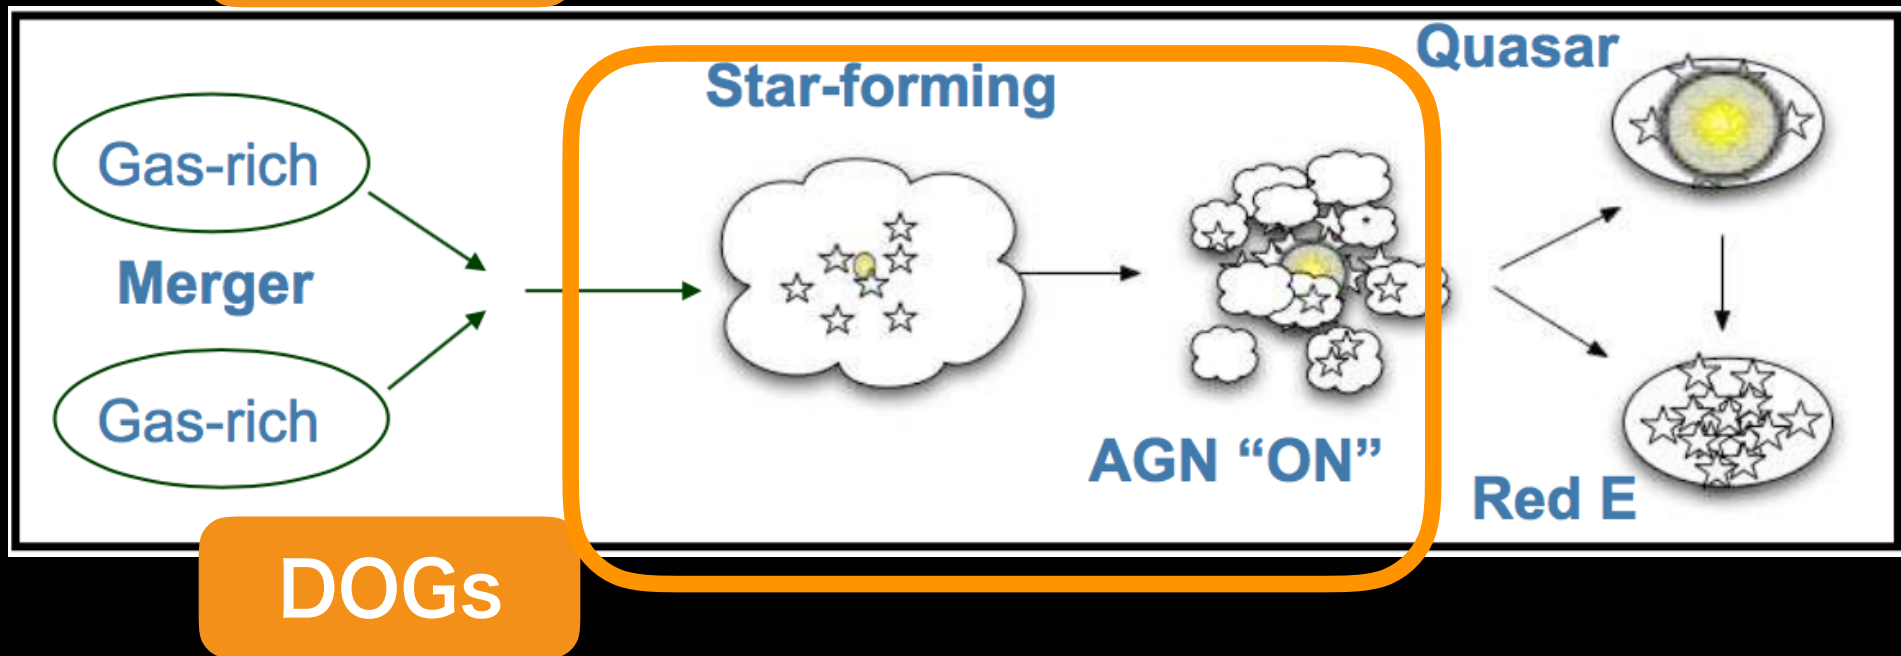 Gas-rich
Merger
Gas-rich
Star-forming
AGN “ON”
Quasar
Red E
DOGs